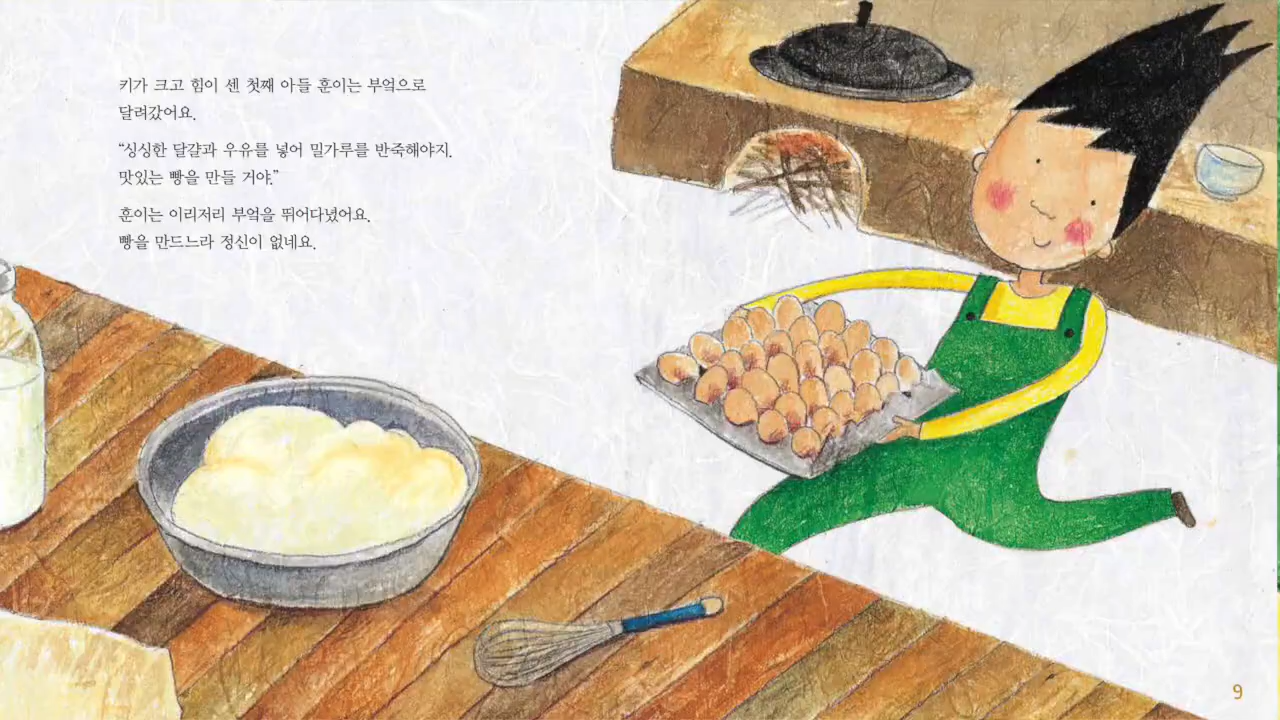 키가 크고 힘이 센 첫째 아들 훈이는 부엌으로
달려갔어요.
“싱싱한 달걀과 우유를 넣어 밀가루를 반죽해야지.
맛있는 빵을 만들 거야.”
훈이는 이리저리 부엌을 뛰어다녔어요.
빵을 만드느라 정신이 없네요.
9